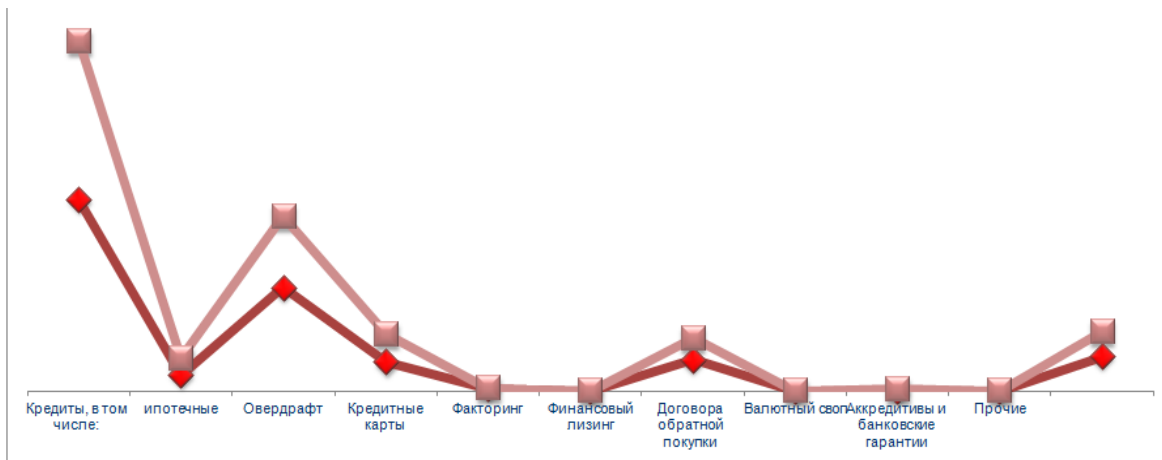 Кредиты, в том
числе:
ипотечные
Овердрафт
Кредитные
карты
Факторинг
Финансовый
лизинг
Договора
обратной
покупки
Валютный своп
Аккредитивы и
банковские
гарантии
Прочие